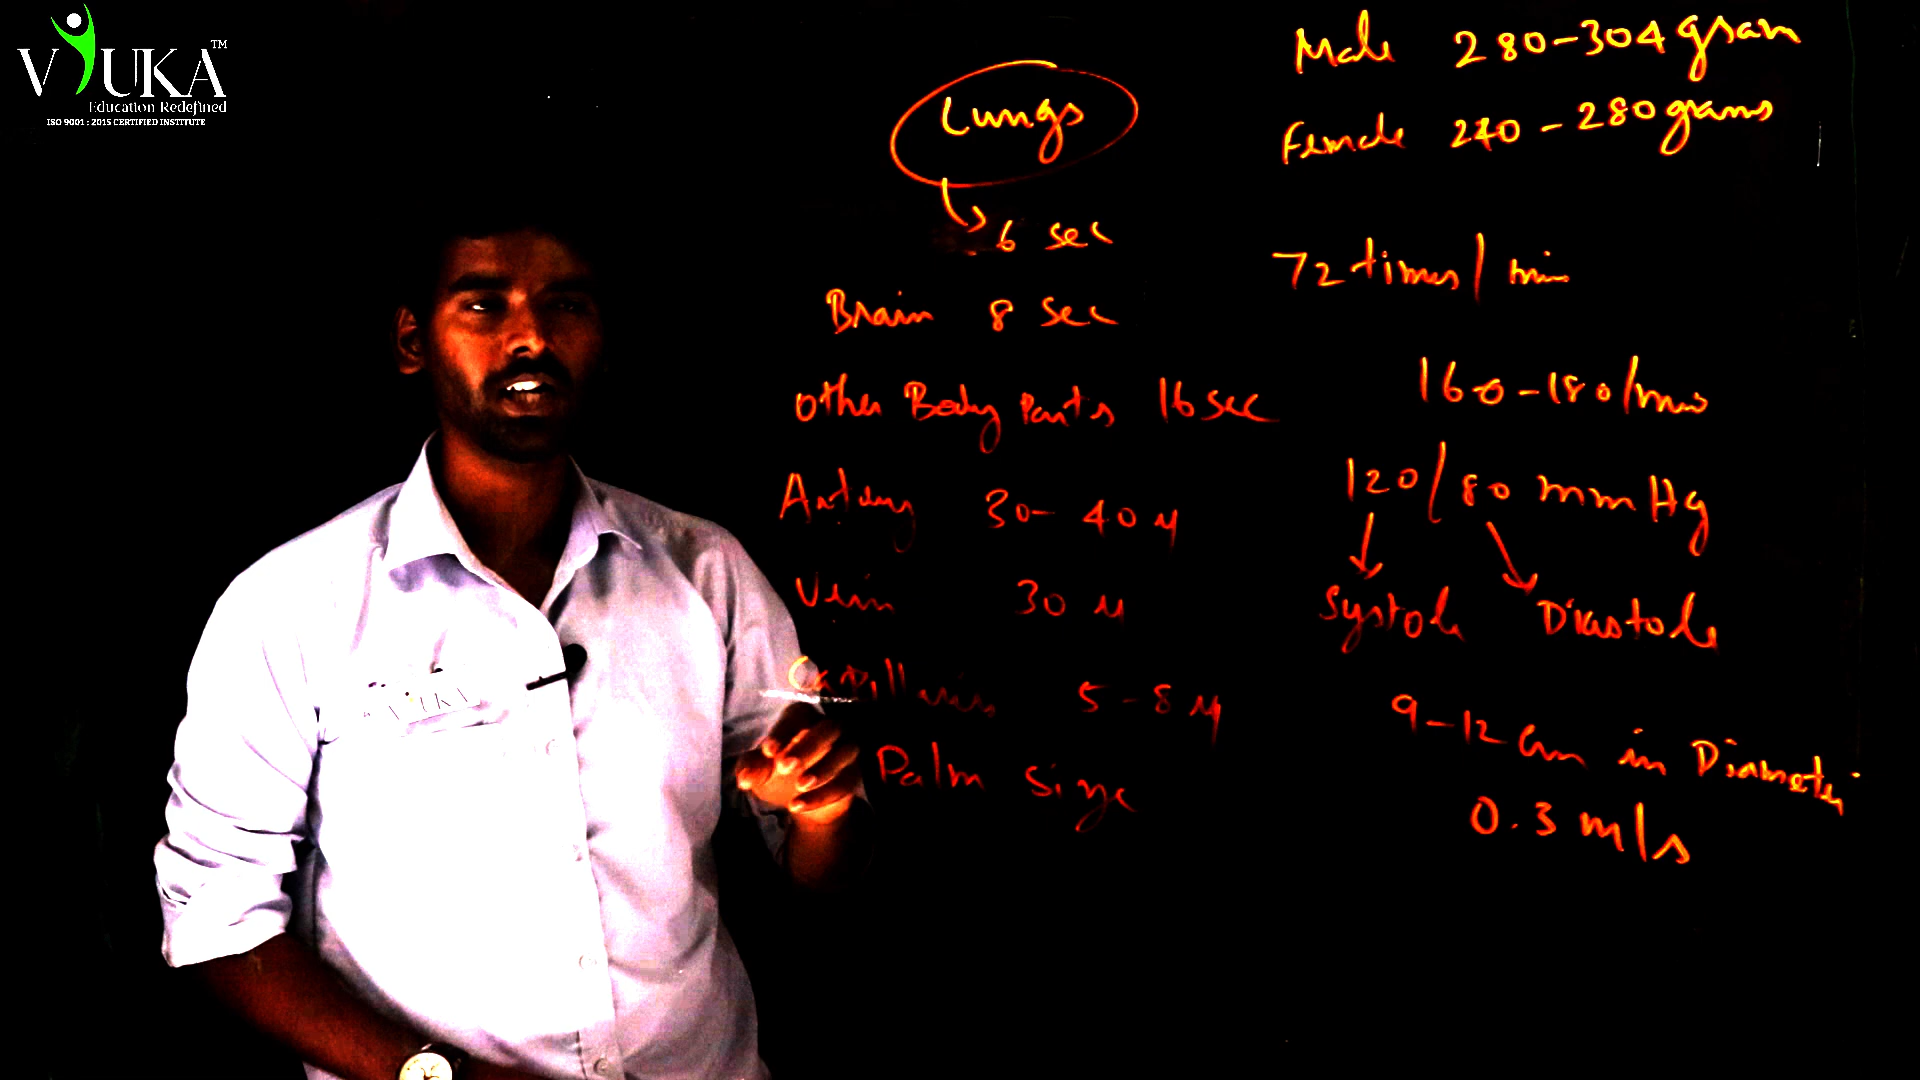 VYUKA™
Education Redefined
ISO 9001 : 2015 CERTIFIED INSTITUTE
Lungs
6 sec
Brain 8 sec
other Body Parts 16 sec
Artery 30-40 μ
Vein 30 μ
Capillaries 5-8 μ
Palm size
Male 280-304 gram
Female 240-280 grams
72 times/min
160-180/min
120/80 mmHg
Systole Diastole
9-12 cm in Diameter
0.3 m/s